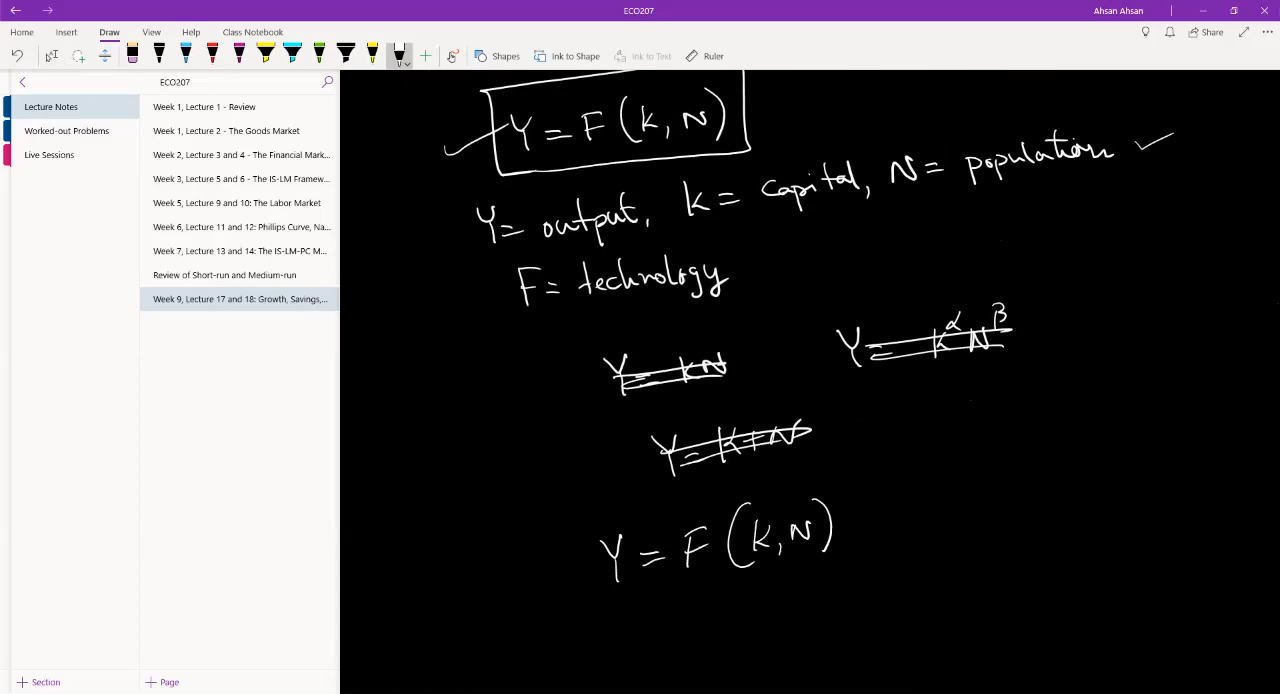 ECO207
Ahsan Ahsan
Home Insert Draw View Help Class Notebook
Share
Shapes Ink to Shape Ink to Text Ruler
ECO207
Lecture Notes
Worked-out Problems
Live Sessions
Week 1, Lecture 1 - Review
Week 1, Lecture 2 - The Goods Market
Week 2, Lecture 3 and 4 - The Financial Mark...
Week 3, Lecture 5 and 6 - The IS-LM Framew...
Week 5, Lecture 9 and 10: The Labor Market
Week 6, Lecture 11 and 12: Phillips Curve, Na...
Week 7, Lecture 13 and 14: The IS-LM-PC M...
Review of Short-run and Medium-run
Week 9, Lecture 17 and 18: Growth, Savings,...
+ Section
+ Page
Y = F (K, N)
Y = output, K = capital, N = population
F = technology
Y = KN
Y = K^α N^β
Y = K + N
Y = F (K, N)